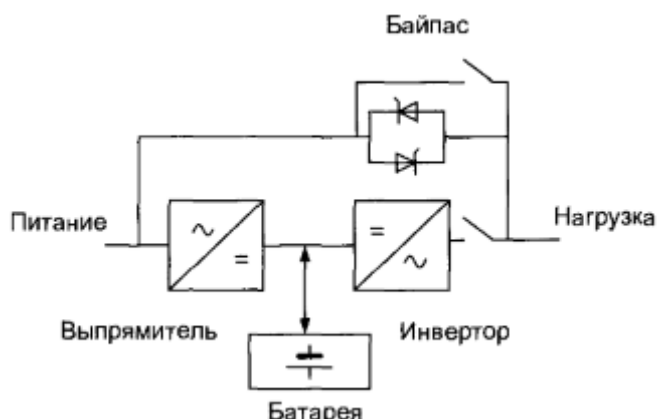 Байпас
Питание
Нагрузка
Выпрямитель
Инвертор
Батарея